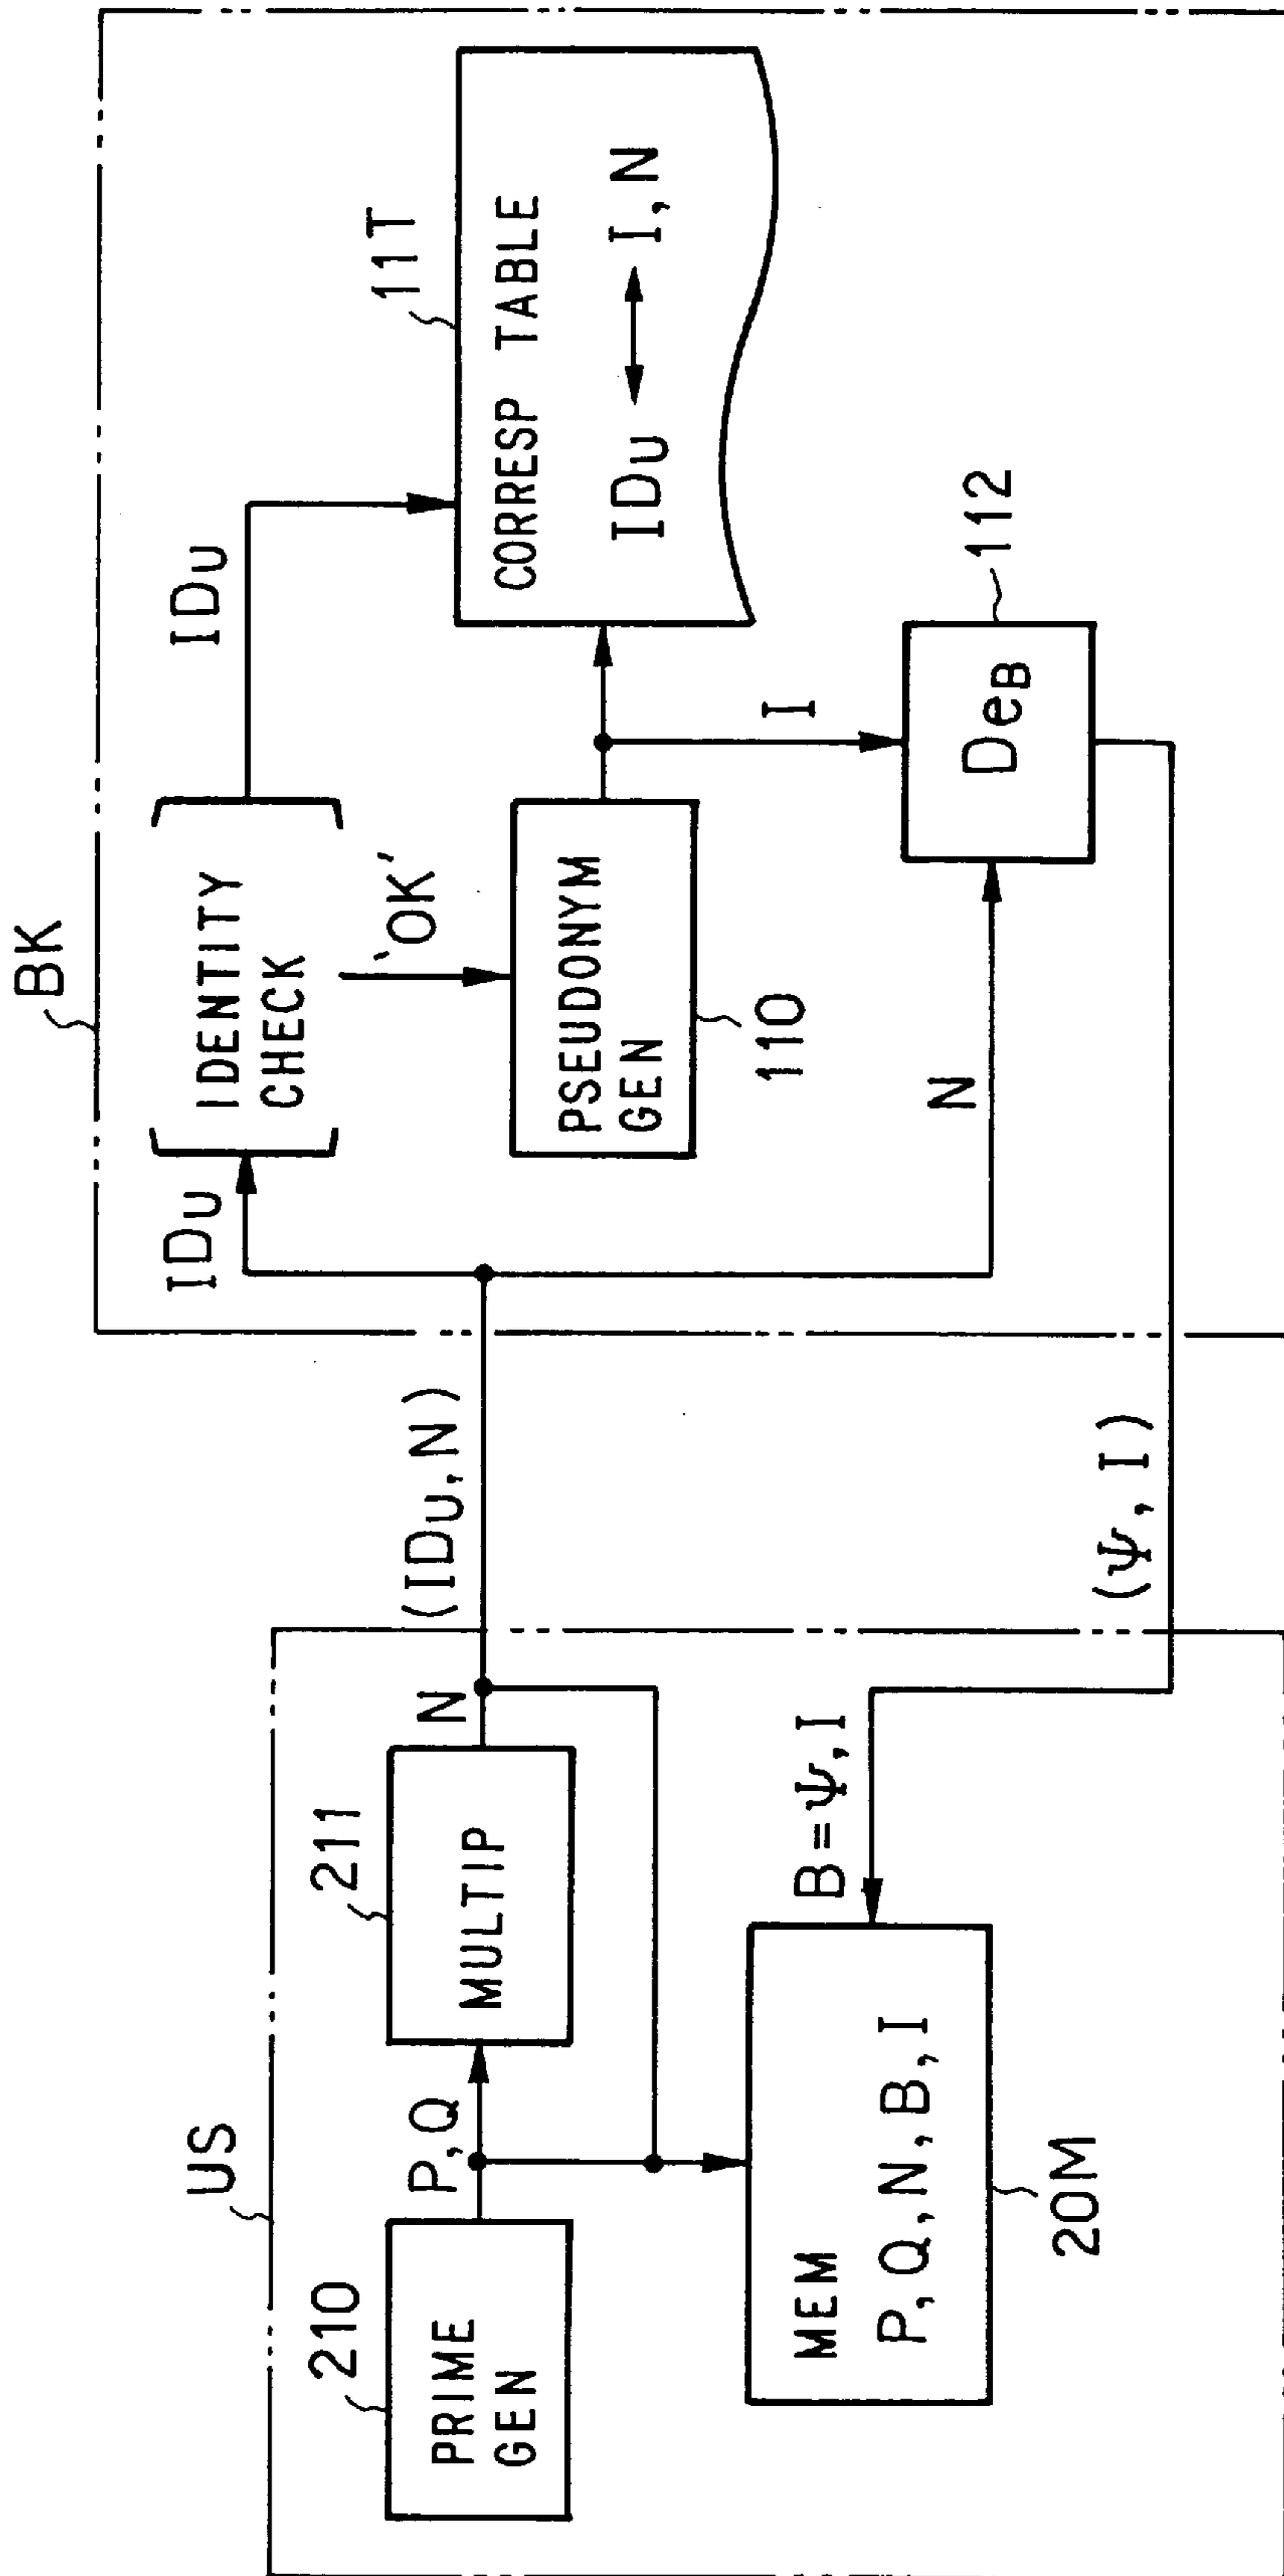 US
210
PRIME
GEN
P, Q
211
MULTIP
N
MEM
P, Q, N, B, I
20M
B=Ψ, I
(IDU, N)
(Ψ, I)
BK
IDU
IDENTITY
CHECK
IDU
'OK'
PSEUDONYM
GEN
110
11T
CORRESP TABLE
IDU ↔ I, N
I
N
DeB
112